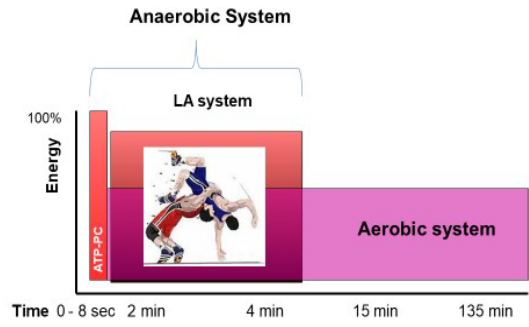 Anaerobic System
LA system
100%
Energy
ATP-PC
Aerobic system
Time 0 - 8 sec 2 min 4 min 15 min 135 min